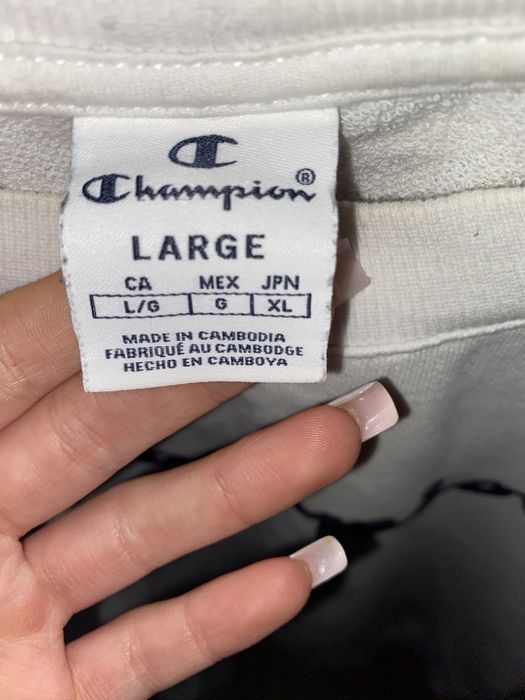 Champion®
LARGE
CA MEX JPN
L/G G XL
MADE IN CAMBODIA
FABRIQUÉ AU CAMBODGE
HECHO EN CAMBOYA